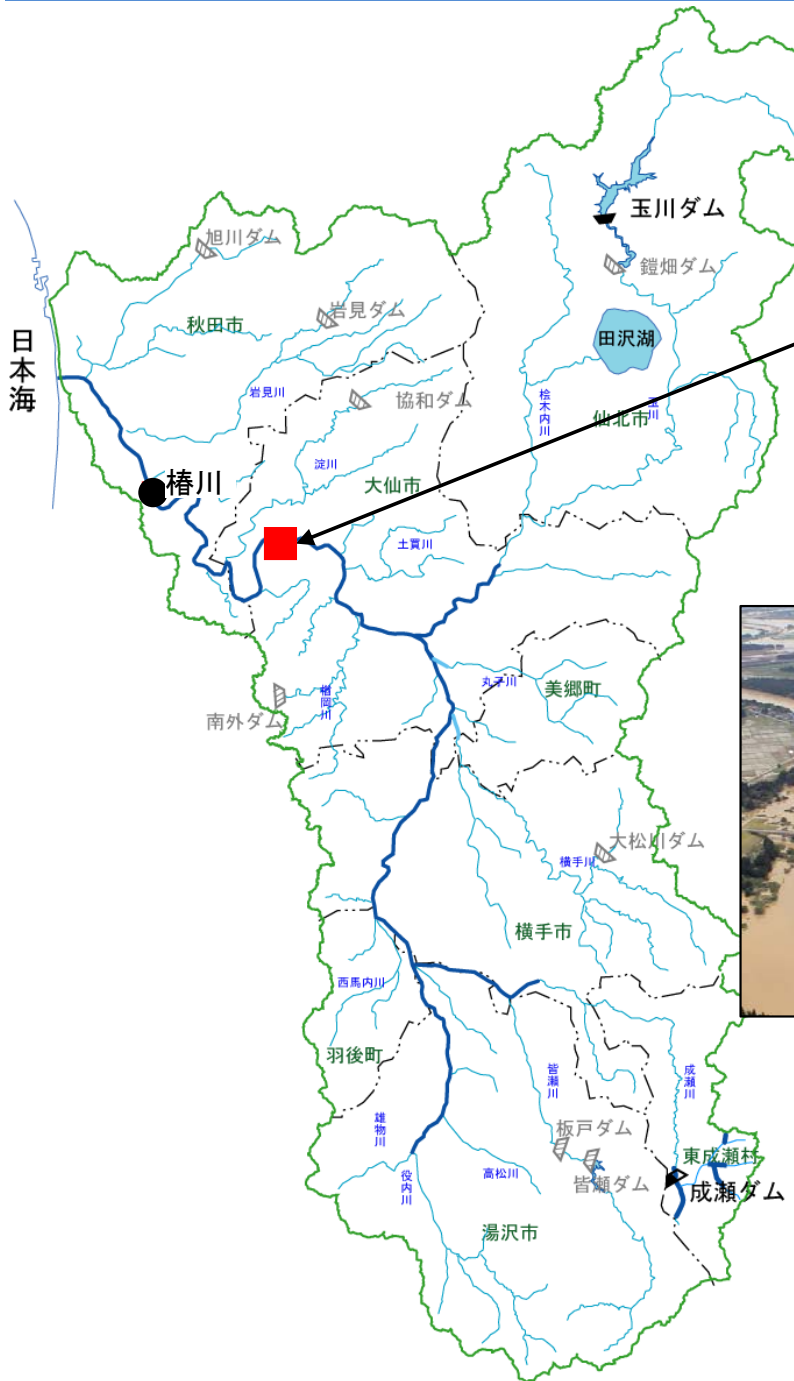 玉川ダム
旭川ダム
鎧畑ダム
岩見ダム
秋田市
田沢湖
日本海
岩見川
協和ダム
桧木内川
玉川
仙北市
淀川
大仙市
椿川
土買川
丸子川
美郷町
楢岡川
南外ダム
大松川ダム
横手川
横手市
西馬内川
羽後町
皆瀬川
成瀬川
雄物川
板戸ダム
東成瀬村
役内川
高松川
皆瀬ダム
成瀬ダム
湯沢市